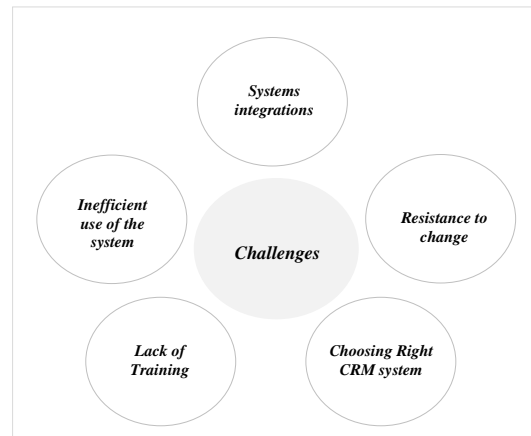 Systems
integrations
Inefficient
use of the
system
Resistance to
change
Challenges
Lack of
Training
Choosing Right
CRM system